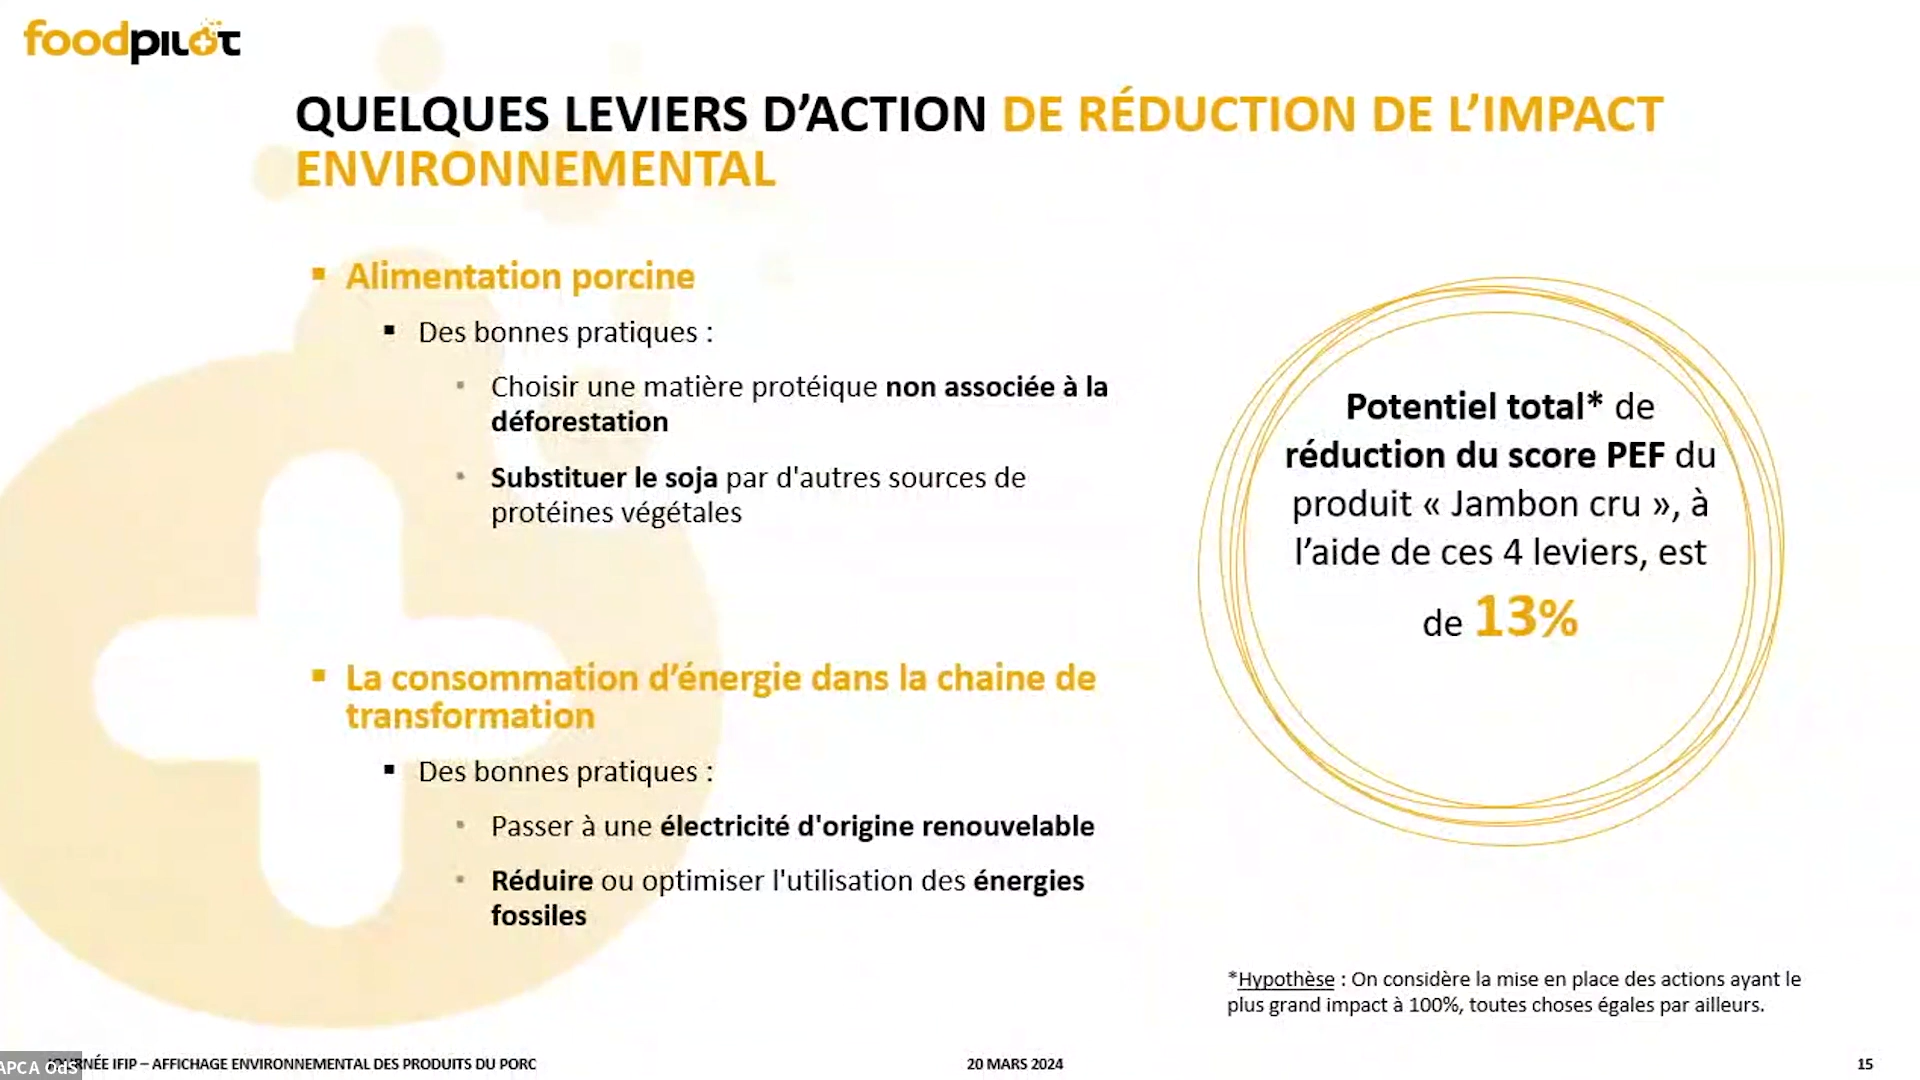 foodpilot
QUELQUES LEVIERS D’ACTION DE RÉDUCTION DE L’IMPACT
ENVIRONNEMENTAL
▪ Alimentation porcine
▪ Des bonnes pratiques :
• Choisir une matière protéique non associée à la
déforestation
• Substituer le soja par d'autres sources de
protéines végétales
▪ La consommation d’énergie dans la chaine de
transformation
▪ Des bonnes pratiques :
• Passer à une électricité d'origine renouvelable
• Réduire ou optimiser l'utilisation des énergies
fossiles
Potentiel total* de
réduction du score PEF du
produit « Jambon cru », à
l’aide de ces 4 leviers, est
de 13%
*Hypothèse : On considère la mise en place des actions ayant le
plus grand impact à 100%, toutes choses égales par ailleurs.
APCA OdS
JOURNÉE IFIP – AFFICHAGE ENVIRONNEMENTAL DES PRODUITS DU PORC
20 MARS 2024
15